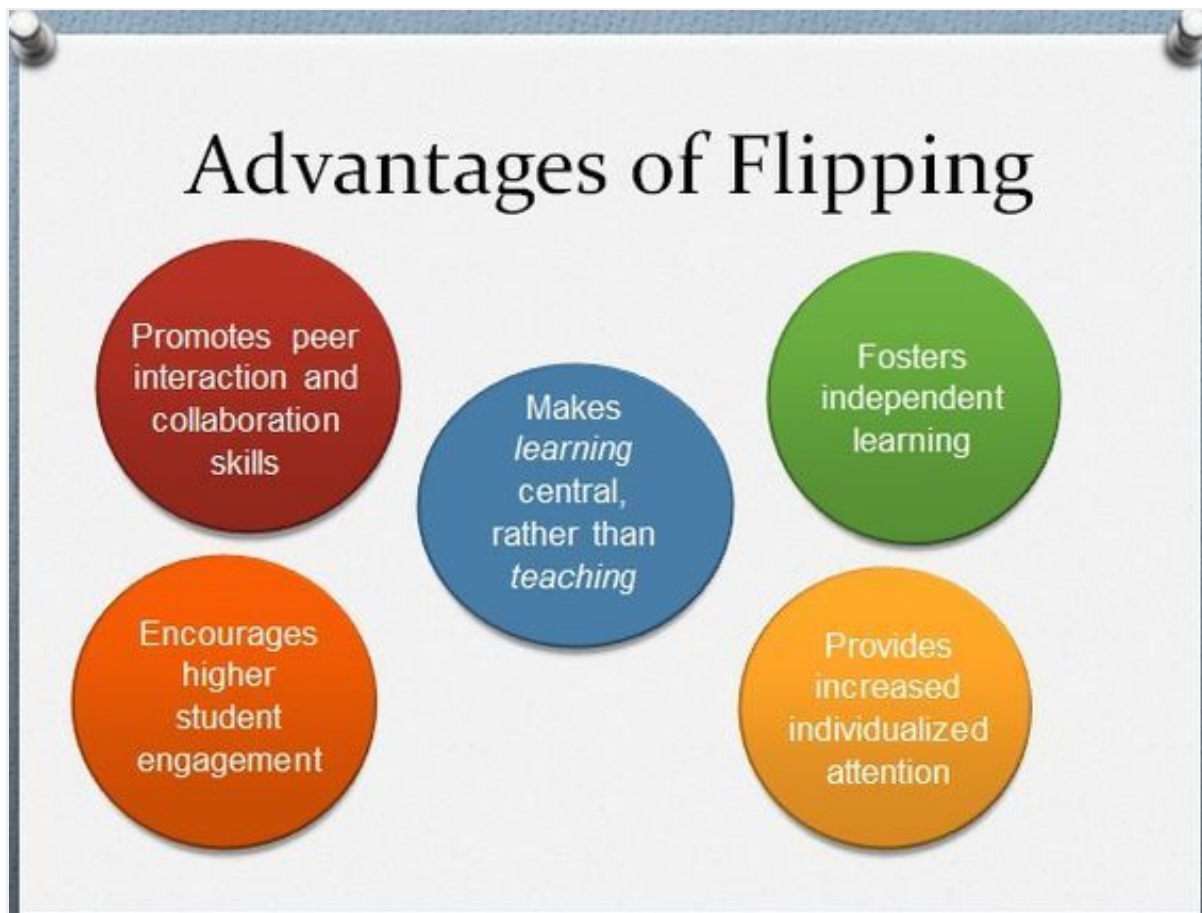 Advantages of Flipping
Promotes peer
interaction and
collaboration
skills
Makes
learning
central,
rather than
teaching
Fosters
independent
learning
Encourages
higher
student
engagement
Provides
increased
individualized
attention